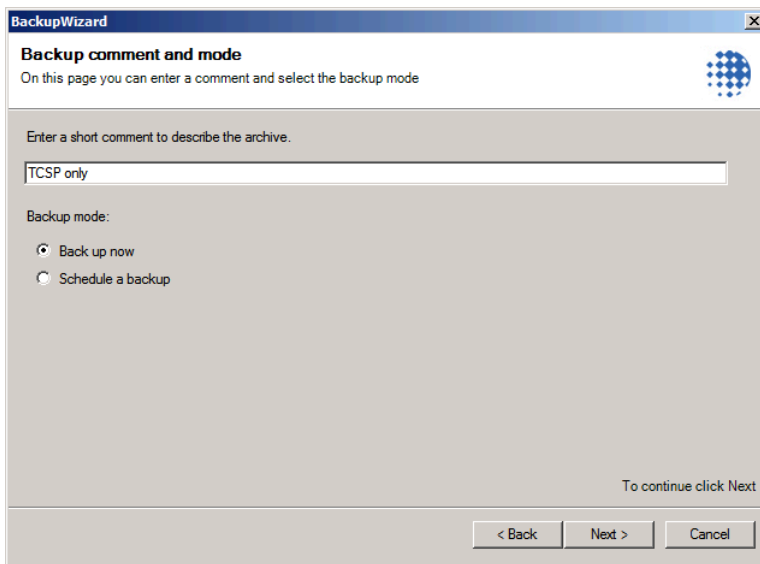 BackupWizard
Backup comment and mode
On this page you can enter a comment and select the backup mode
Enter a short comment to describe the archive.
TCSP only
Backup mode:
Back up now
Schedule a backup
To continue click Next
< Back Next > Cancel